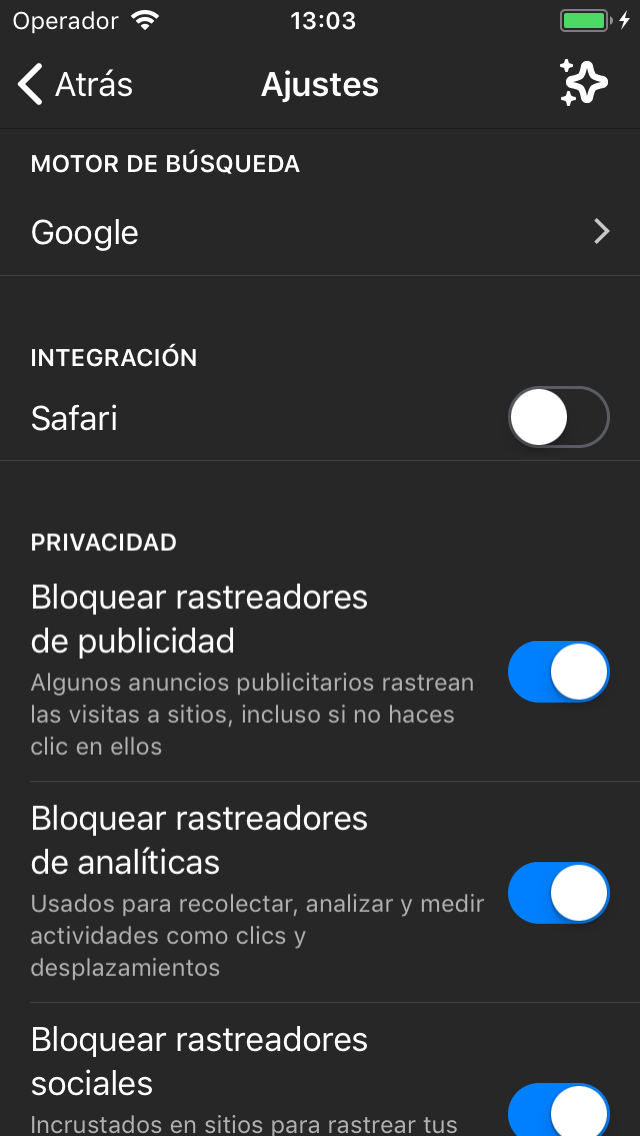 Operador 13:03
Atrás Ajustes
MOTOR DE BÚSQUEDA
Google
INTEGRACIÓN
Safari
PRIVACIDAD
Bloquear rastreadores
de publicidad
Algunos anuncios publicitarios rastrean
las visitas a sitios, incluso si no haces
clic en ellos
Bloquear rastreadores
de analíticas
Usados para recolectar, analizar y medir
actividades como clics y
desplazamientos
Bloquear rastreadores
sociales
Incrustados en sitios para rastrear tus